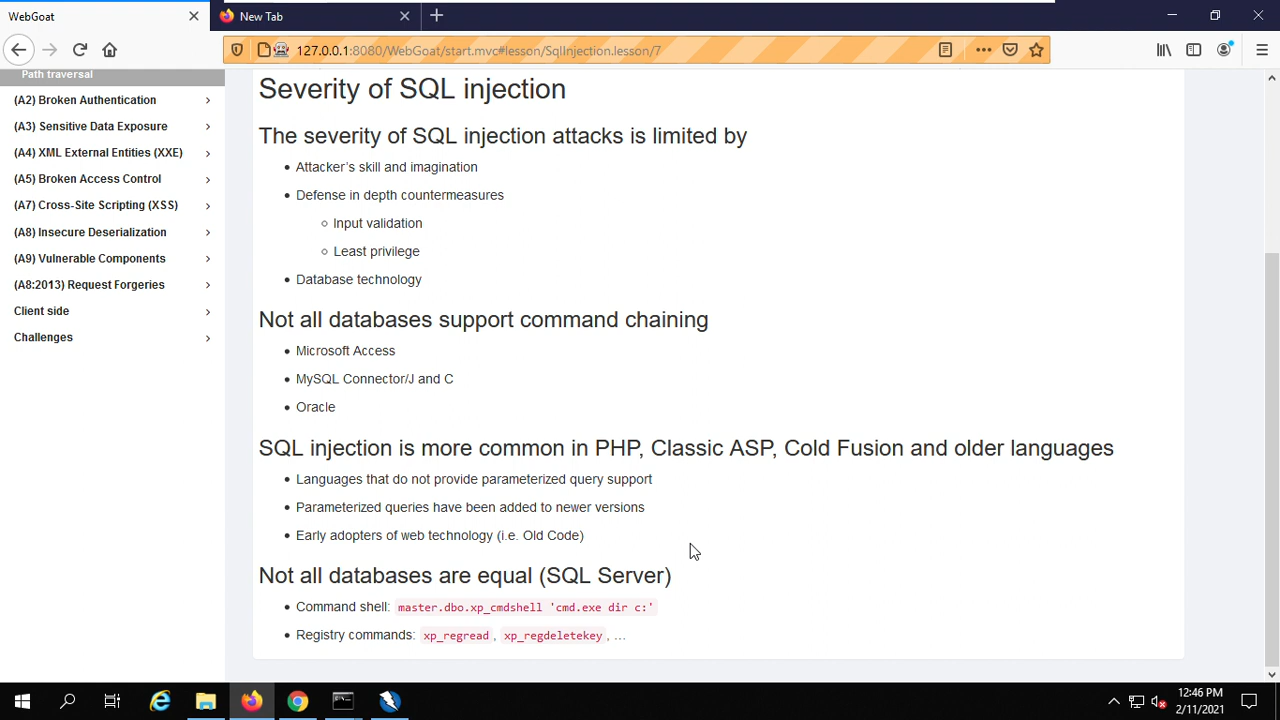 WebGoat
New Tab
127.0.0.1:8080/WebGoat/start.mvc#lesson/SqlInjection.lesson/7
Path traversal
(A2) Broken Authentication
(A3) Sensitive Data Exposure
(A4) XML External Entities (XXE)
(A5) Broken Access Control
(A7) Cross-Site Scripting (XSS)
(A8) Insecure Deserialization
(A9) Vulnerable Components
(A8:2013) Request Forgeries
Client side
Challenges
Severity of SQL injection
The severity of SQL injection attacks is limited by
• Attacker's skill and imagination
• Defense in depth countermeasures
○ Input validation
○ Least privilege
• Database technology
Not all databases support command chaining
• Microsoft Access
• MySQL Connector/J and C
• Oracle
SQL injection is more common in PHP, Classic ASP, Cold Fusion and older languages
• Languages that do not provide parameterized query support
• Parameterized queries have been added to newer versions
• Early adopters of web technology (i.e. Old Code)
Not all databases are equal (SQL Server)
• Command shell: master.dbo.xp_cmdshell 'cmd.exe dir c:'
• Registry commands: xp_regread, xp_regdeletekey, …
12:46 PM
2/11/2021